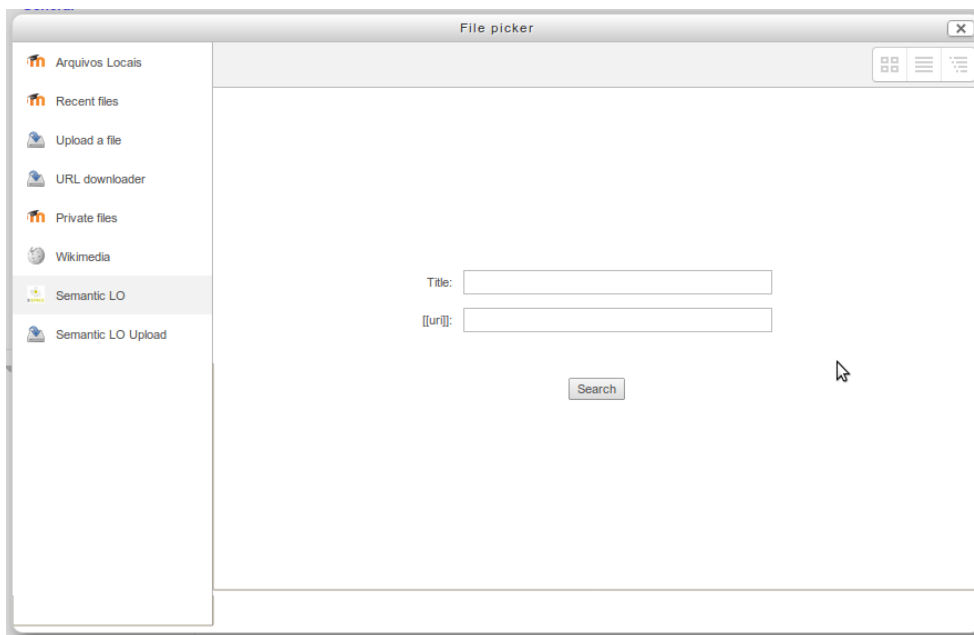 General
File picker
Arquivos Locais
Recent files
Upload a file
URL downloader
Private files
Wikimedia
Semantic LO
Semantic LO Upload
Title:
[[uri]]:
Search